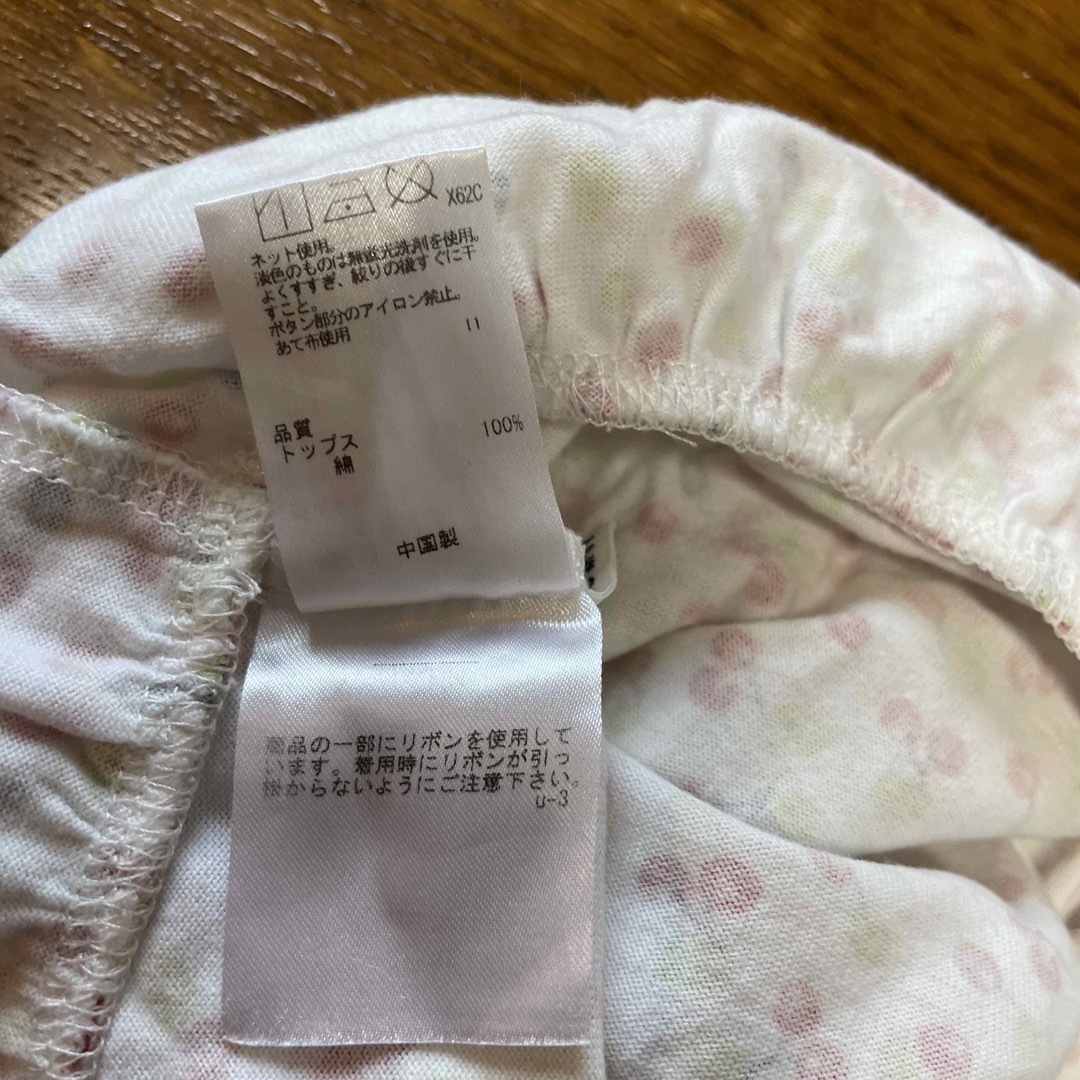 X62C
ネット使用。
淡色のものは無蛍光洗剤を使用。
よくすすぎ、絞りの後すぐに干
すこと。
ボタン部分のアイロン禁止。
あて布使用 11
品質
トップス
綿 100%
中国製
商品の一部にリボンを使用して
います。着用時にリボンが引っ
掛からないようにご注意下さい。
u-3